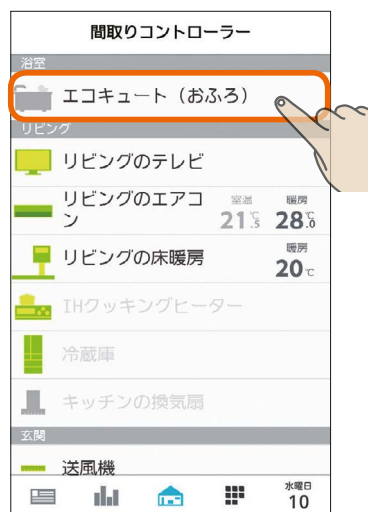 間取りコントローラー
浴室
エコキュート（おふろ）
リビング
リビングのテレビ
リビングのエアコン 室温 21.5℃ 暖房 28.0℃
リビングの床暖房 暖房 20℃
IHクッキングヒーター
冷蔵庫
キッチンの換気扇
玄関
送風機
水曜日
10